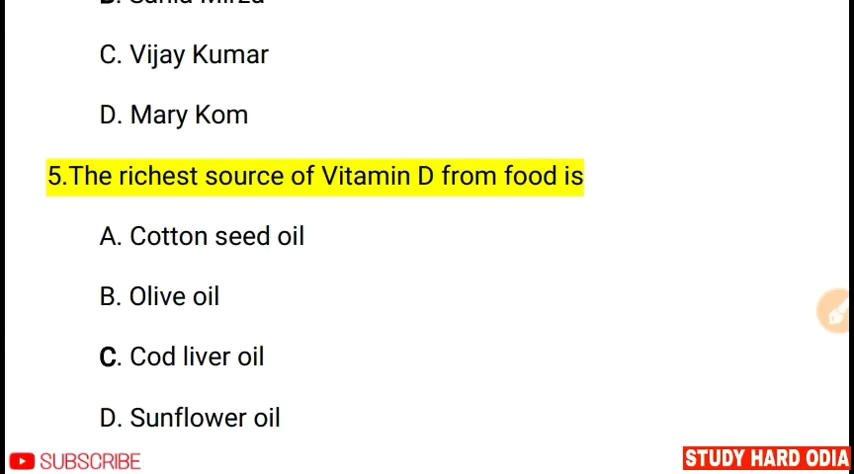 C. Vijay Kumar
D. Mary Kom
5.The richest source of Vitamin D from food is
A. Cotton seed oil
B. Olive oil
C. Cod liver oil
D. Sunflower oil
SUBSCRIBE
STUDY HARD ODIA